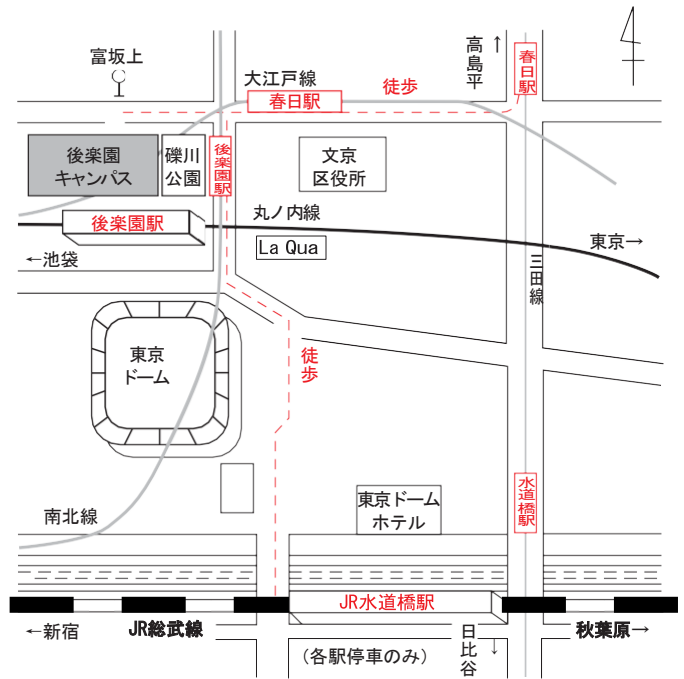 富坂上
大江戸線
春日駅
徒歩
高島平
↑
春日駅
後楽園
キャンパス
礫川
公園
後楽園駅
文京
区役所
後楽園駅
丸ノ内線
La Qua
東京→
←池袋
三田線
東京
ドーム
徒歩
水道橋駅
東京ドーム
ホテル
南北線
JR水道橋駅
←新宿
JR総武線
(各駅停車のみ)
日比谷
↓
秋葉原→